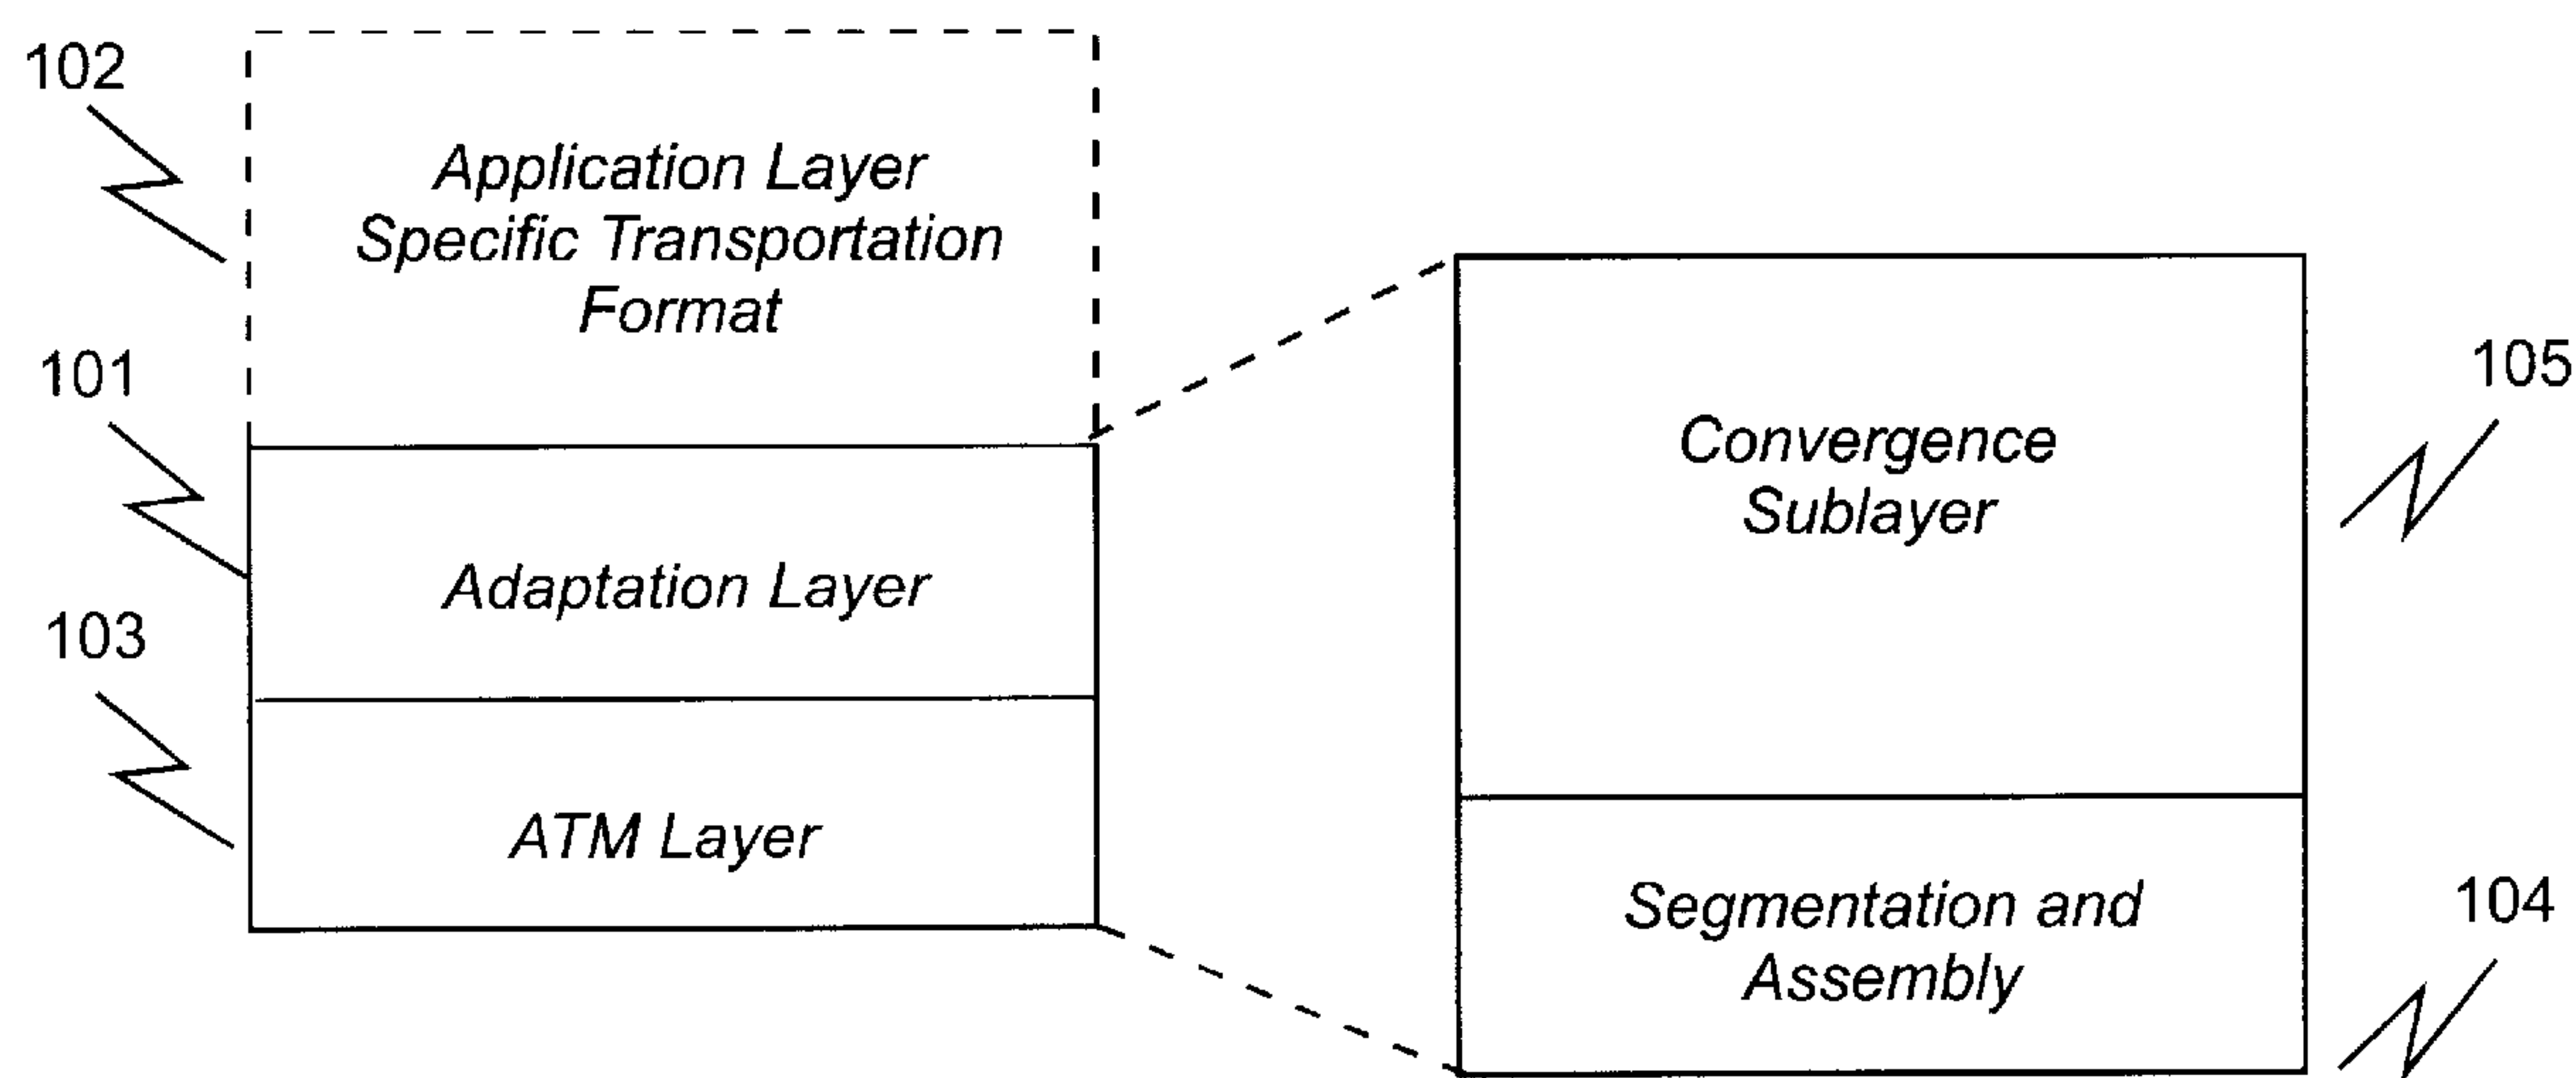 102
Application Layer
Specific Transportation
Format
101
Adaptation Layer
103
ATM Layer
105
Convergence
Sublayer
104
Segmentation and
Assembly